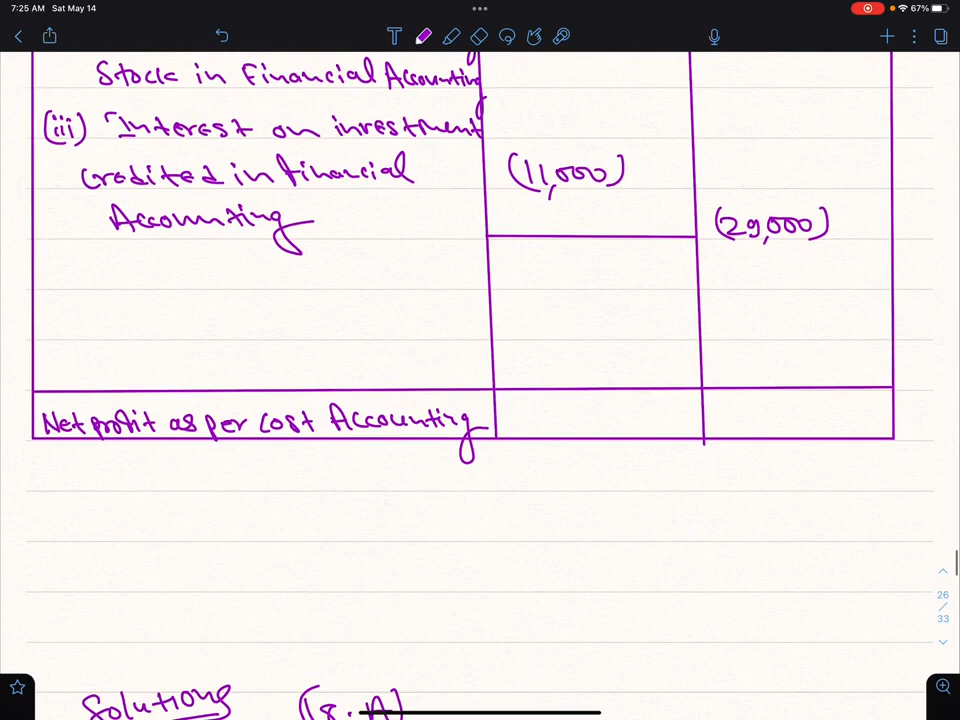 7:25 AM Sat May 14
67%
Stock in Financial Accounting
(iii) Interest on investment
credited in financial (11,000)
Accounting (29,000)
Net profit as per cost Accounting
26
/
33
Solutions